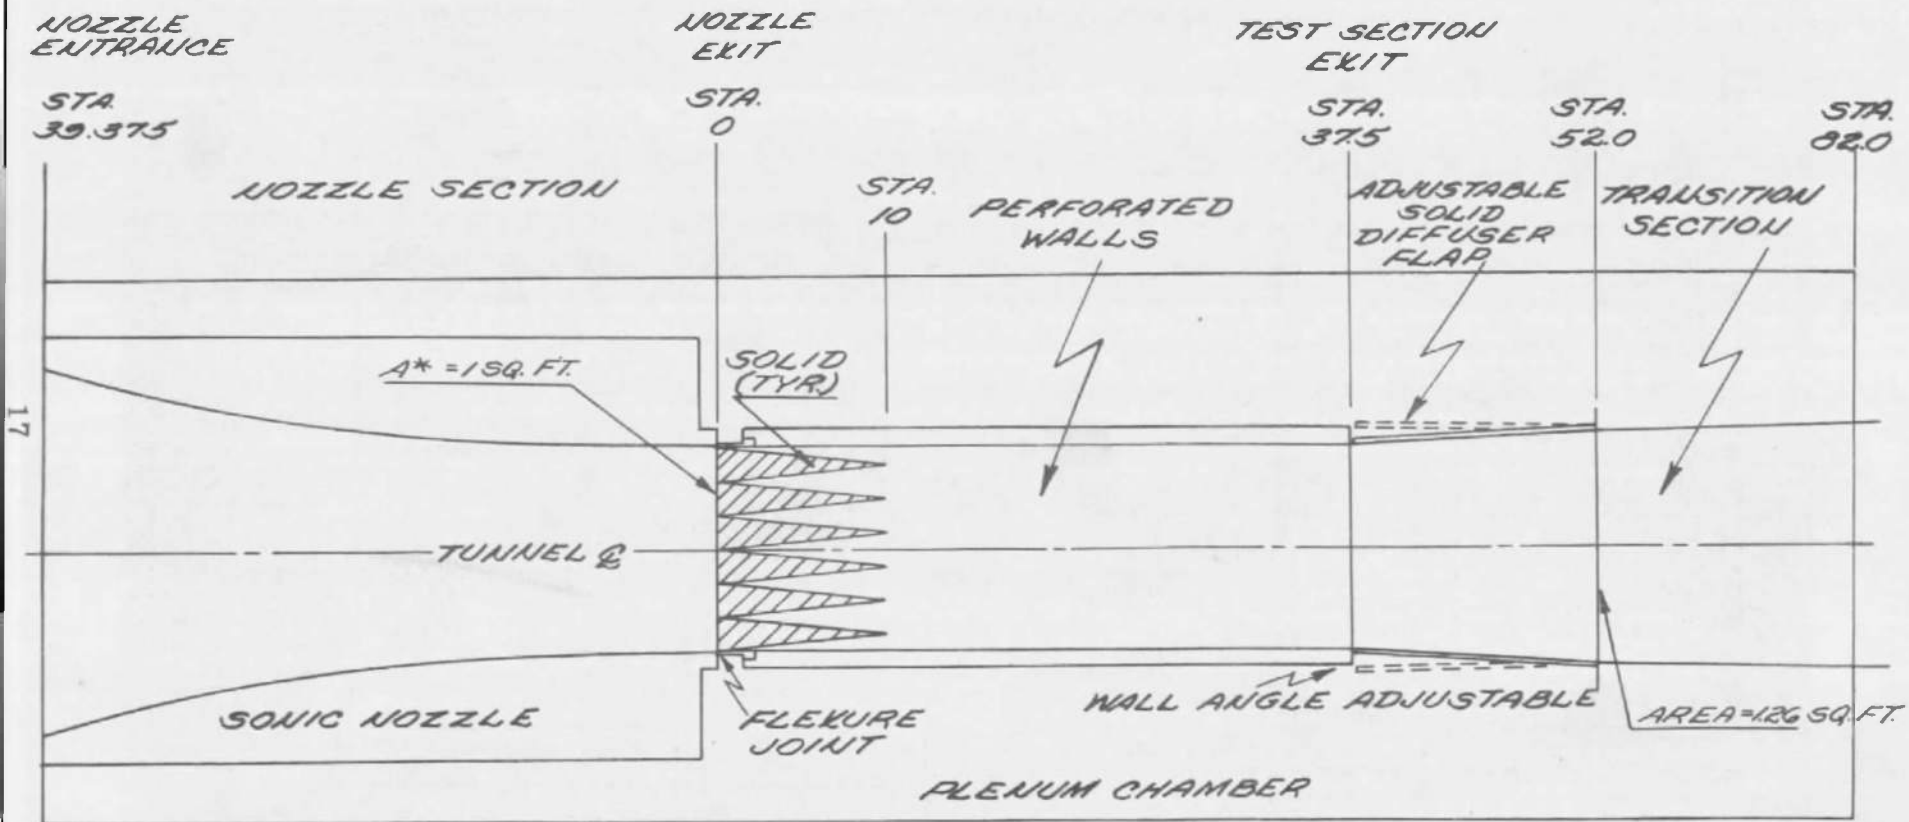 NOZZLE
ENTRANCE
NOZZLE
EXIT
TEST SECTION
EXIT
STA.
39.375
STA.
0
STA.
37.5
STA.
52.0
STA.
82.0
NOZZLE SECTION
STA.
10
PERFORATED
WALLS
ADJUSTABLE
SOLID
DIFFUSER
FLAP
TRANSITION
SECTION
A* = 1 SQ. FT.
SOLID
(TYP.)
17
TUNNEL ℄
SONIC NOZZLE
FLEXURE
JOINT
WALL ANGLE ADJUSTABLE
AREA=1.26 SQ. FT.
PLENUM CHAMBER